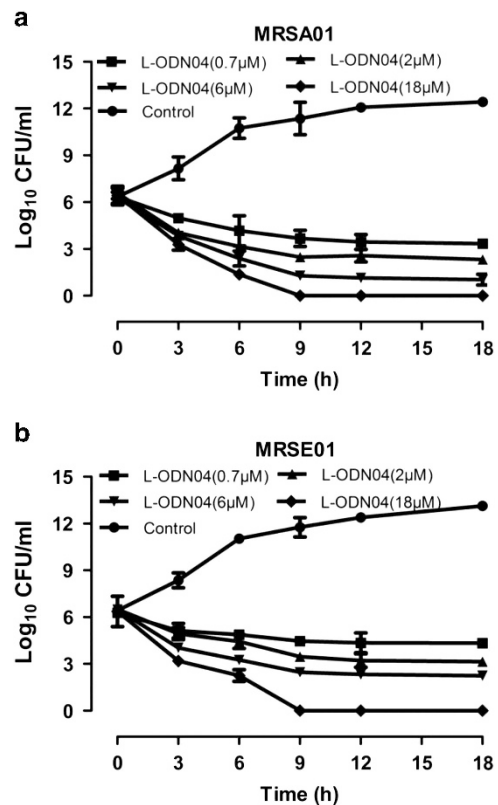 a
MRSA01
L-ODN04(0.7μM) L-ODN04(2μM)
L-ODN04(6μM) L-ODN04(18μM)
Control
Log10 CFU/ml
15
12
9
6
3
0
0 3 6 9 12 15 18
Time (h)
b
MRSE01
L-ODN04(0.7μM) L-ODN04(2μM)
L-ODN04(6μM) L-ODN04(18μM)
Control
Log10 CFU/ml
15
12
9
6
3
0
0 3 6 9 12 15 18
Time (h)